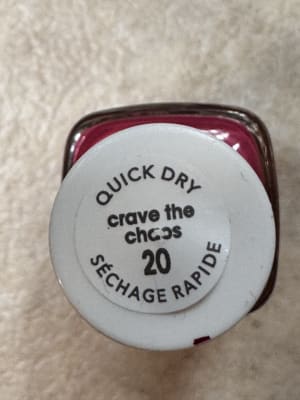 QUICK DRY
crave the
chaos
20
SÉCHAGE RAPIDE